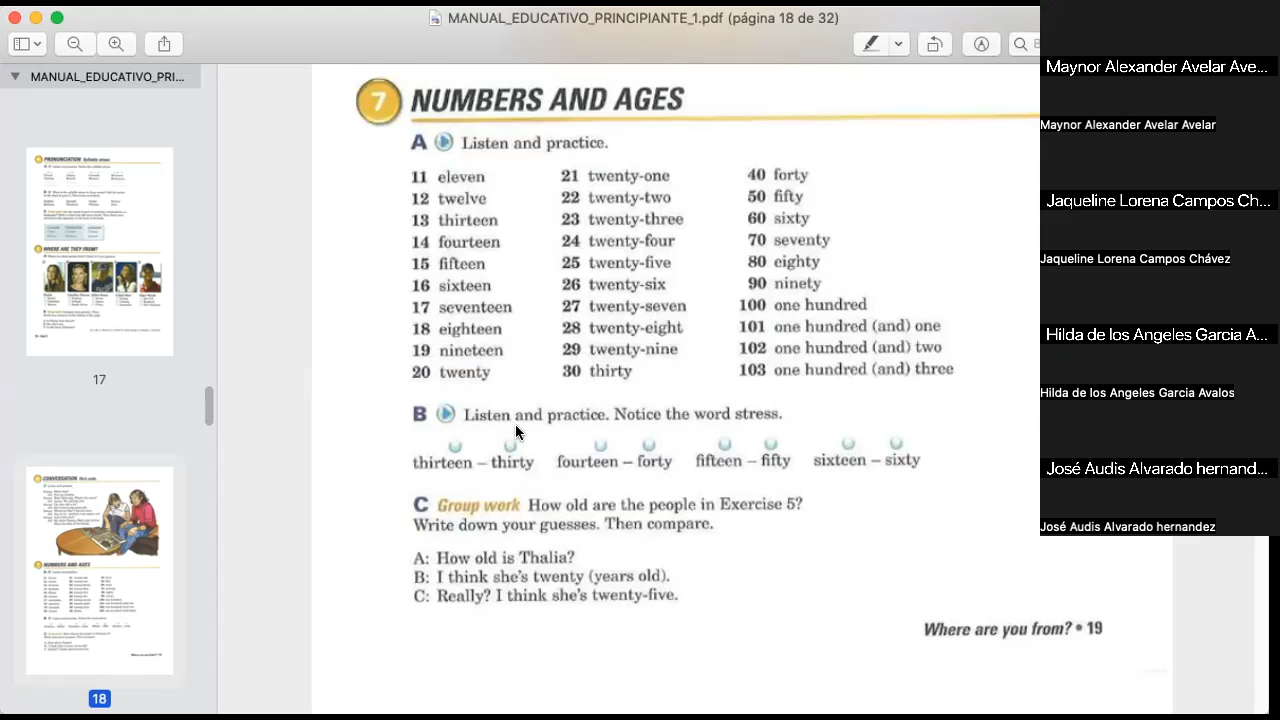 MANUAL_EDUCATIVO_PRINCIPIANTE_1.pdf (página 18 de 32)
MANUAL_EDUCATIVO_PRI...
17
18
7 NUMBERS AND AGES
A Listen and practice.
11 eleven 21 twenty-one 40 forty
12 twelve 22 twenty-two 50 fifty
13 thirteen 23 twenty-three 60 sixty
14 fourteen 24 twenty-four 70 seventy
15 fifteen 25 twenty-five 80 eighty
16 sixteen 26 twenty-six 90 ninety
17 seventeen 27 twenty-seven 100 one hundred
18 eighteen 28 twenty-eight 101 one hundred (and) one
19 nineteen 29 twenty-nine 102 one hundred (and) two
20 twenty 30 thirty 103 one hundred (and) three
B Listen and practice. Notice the word stress.
thirteen – thirty fourteen – forty fifteen – fifty sixteen – sixty
C Group How old are the people in Exercise 5?
Write down your guesses. Then compare.
A: How old is Thalia?
B: I think she's twenty (years old).
C: Really? I think she's twenty-five.
Where are you from? • 19
Maynor Alexander Avelar Ave...
Maynor Alexander Avelar Avelar
Jaqueline Lorena Campos Ch...
Jaqueline Lorena Campos Chávez
Hilda de los Angeles Garcia A...
Hilda de los Angeles Garcia Avalos
José Audis Alvarado hernand...
José Audis Alvarado hernandez